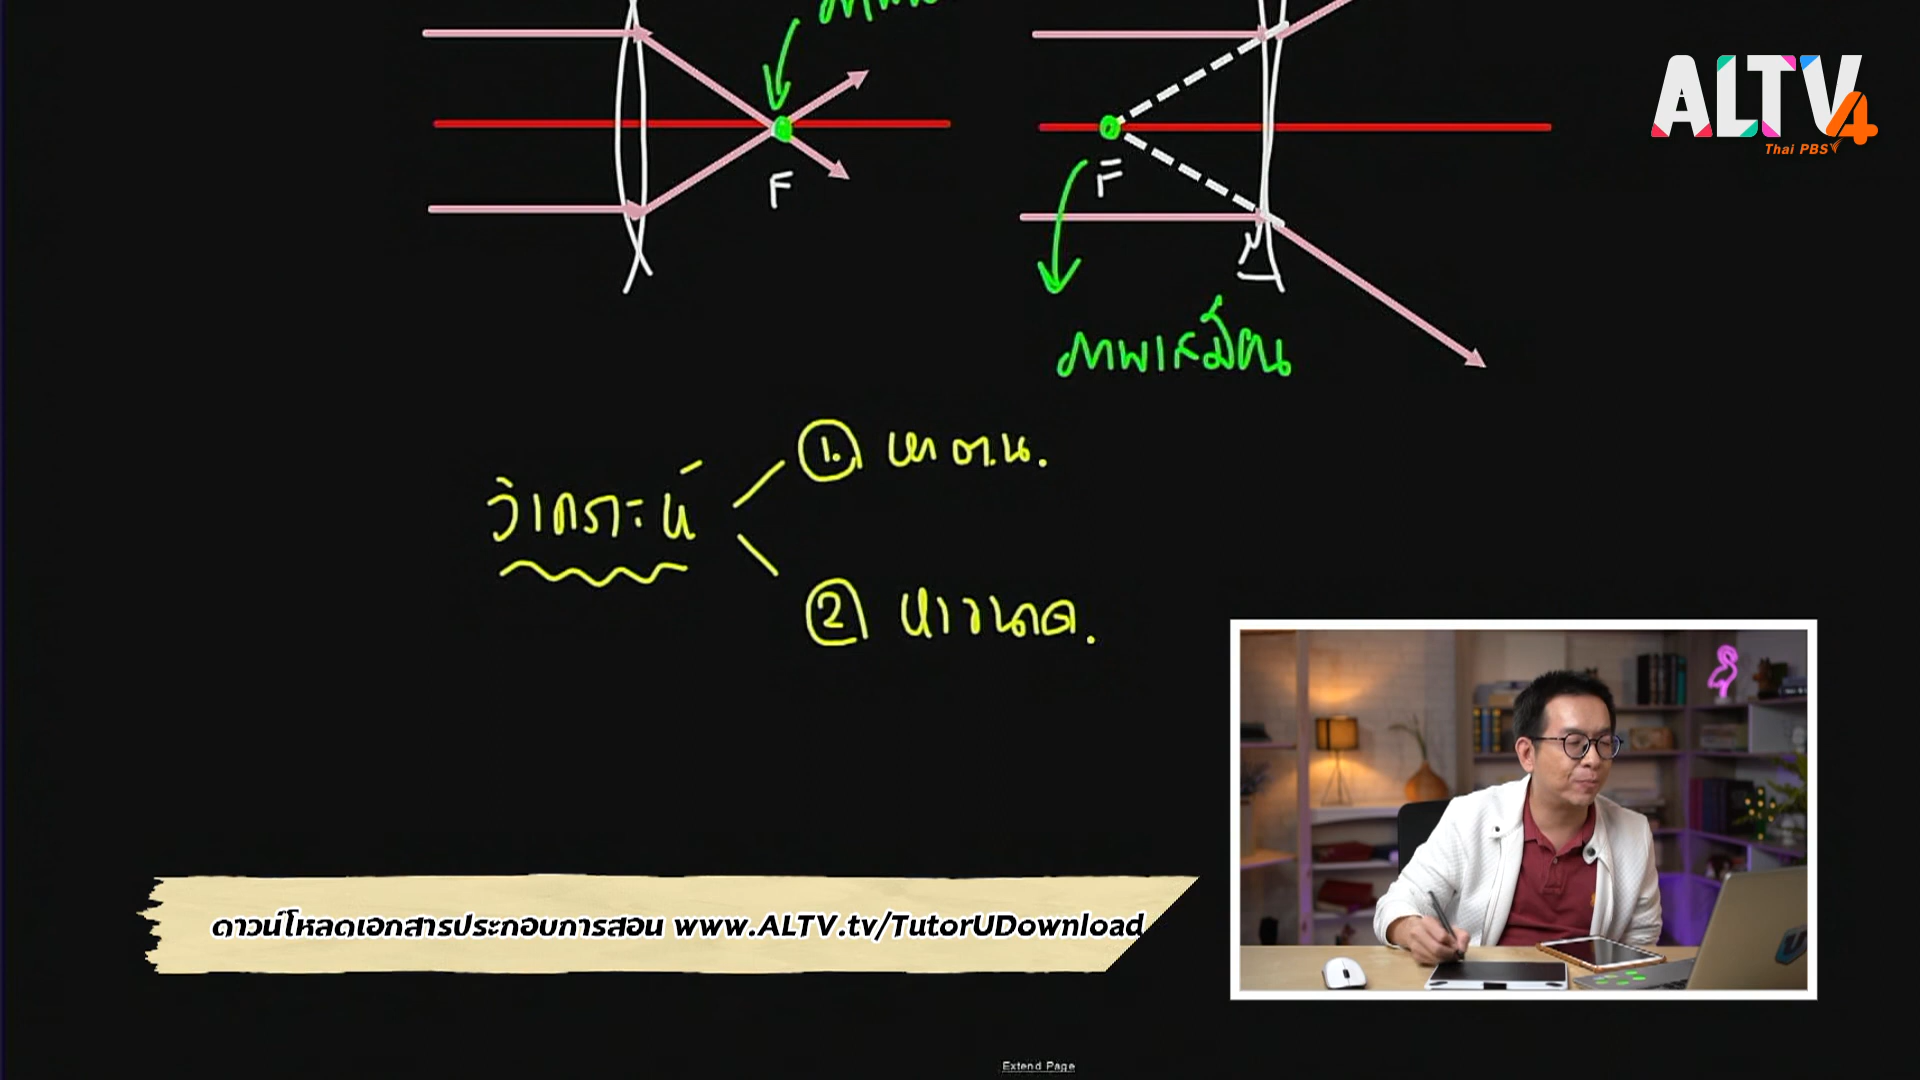 ALTV4
Thai PBS
F
F
ภาพเสมือน
วิเคราะห์
1. หาตน.
2 หาขนาด.
ดาวน์โหลดเอกสารประกอบการสอน www.ALTV.tv/TutorUDownload
Extend Page